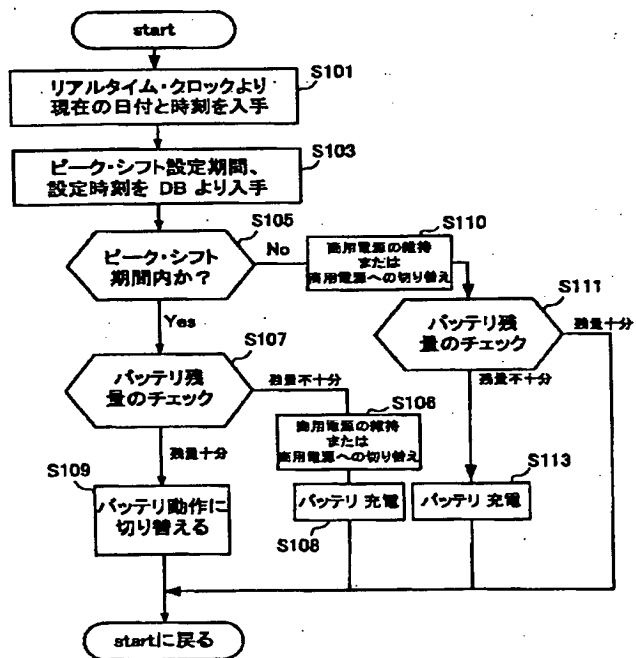 start
S101
リアルタイム・クロックより
現在の日付と時刻を入手
S103
ピーク・シフト設定期間、
設定時刻を DB より入手
S105
ピーク・シフト
期間内か？
No
Yes
S110
商用電源の維持
または
商用電源への切り替え
S111
バッテリ残
量のチェック
残量十分
残量不十分
S107
バッテリ残
量のチェック
残量不十分
残量十分
S106
商用電源の維持
または
商用電源への切り替え
S109
バッテリ動作に
切り替える
バッテリ 充電
S108
S113
バッテリ 充電
startに戻る